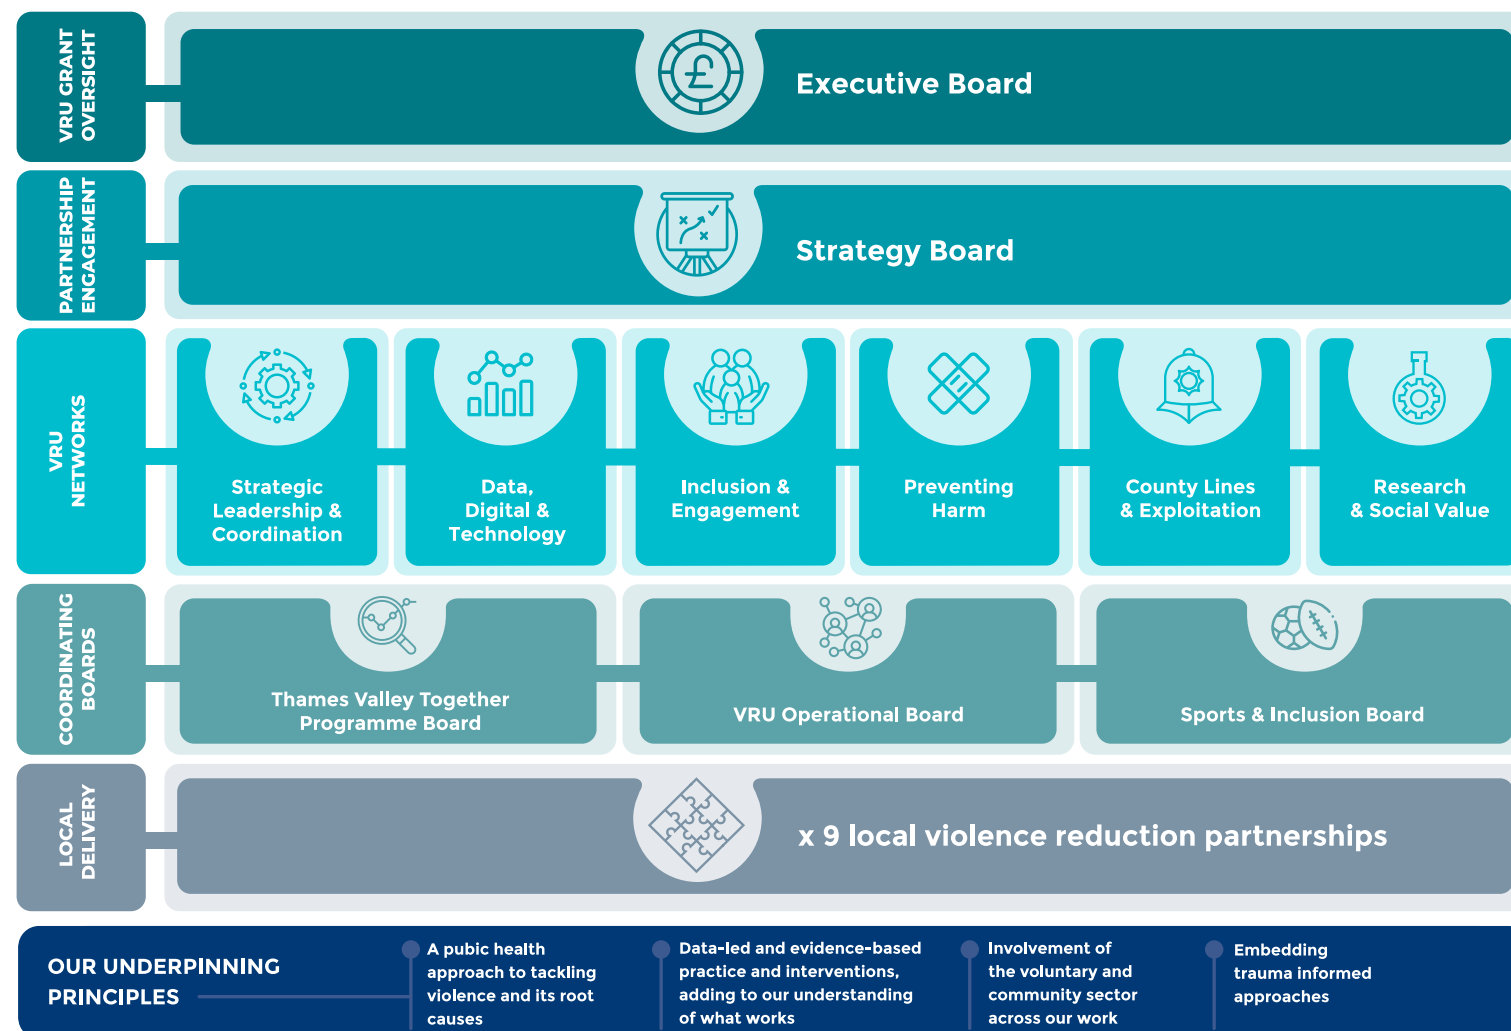 VRU GRANT
OVERSIGHT
Executive Board
PARTNERSHIP
ENGAGEMENT
Strategy Board
VRU
NETWORKS
Strategic
Leadership &
Coordination
Data,
Digital &
Technology
Inclusion &
Engagement
Preventing
Harm
County Lines
& Exploitation
Research
& Social Value
COORDINATING
BOARDS
Thames Valley Together
Programme Board
VRU Operational Board
Sports & Inclusion Board
LOCAL
DELIVERY
x 9 local violence reduction partnerships
OUR UNDERPINNING
PRINCIPLES
A pubic health
approach to tackling
violence and its root
causes
Data-led and evidence-based
practice and interventions,
adding to our understanding
of what works
Involvement of
the voluntary and
community sector
across our work
Embedding
trauma informed
approaches